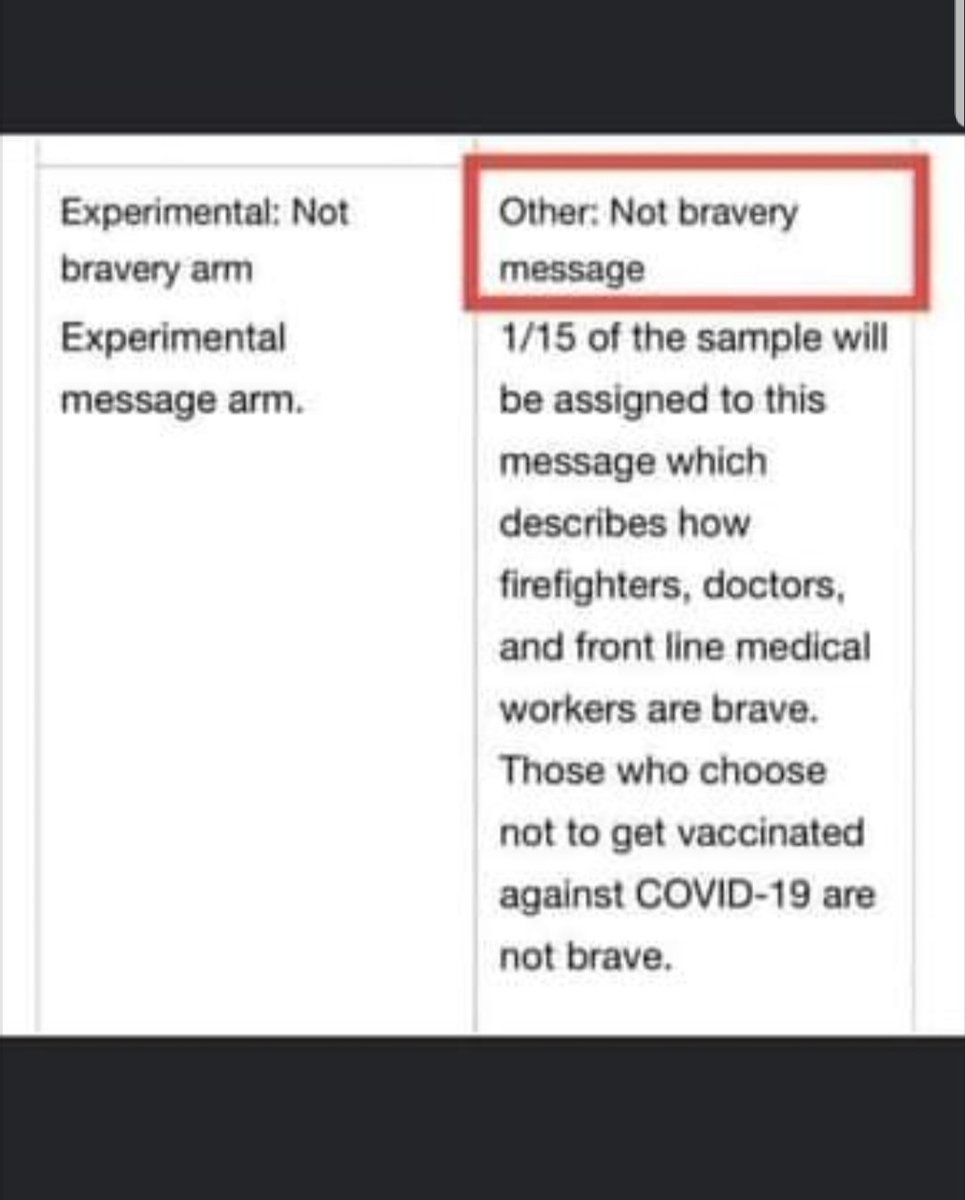 Experimental: Not
bravery arm
Experimental
message arm.
Other: Not bravery
message
1/15 of the sample will
be assigned to this
message which
describes how
firefighters, doctors,
and front line medical
workers are brave.
Those who choose
not to get vaccinated
against COVID-19 are
not brave.